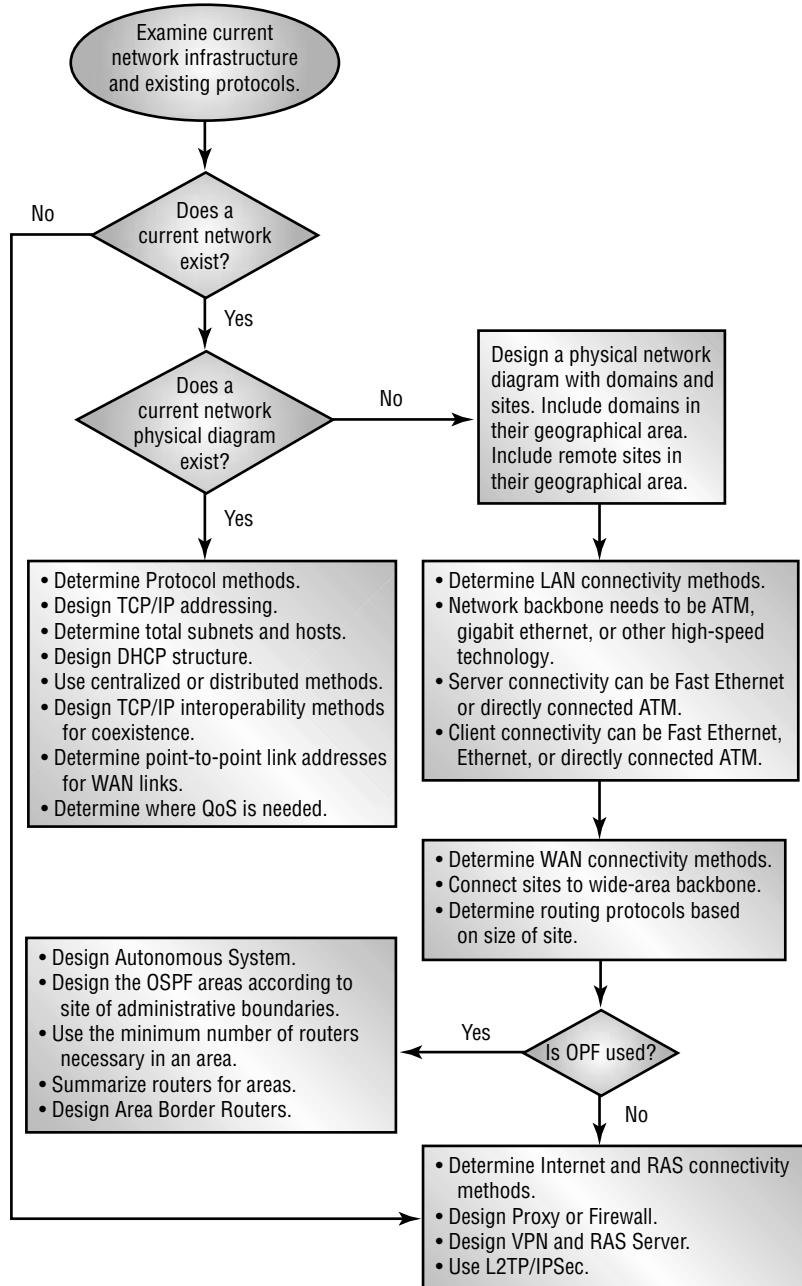 Examine current
network infrastructure
and existing protocols.
No
Does a
current network
exist?
Yes
Does a
current network
physical diagram
exist?
No
Design a physical network
diagram with domains and
sites. Include domains in
their geographical area.
Include remote sites in
their geographical area.
Yes
• Determine Protocol methods.
• Design TCP/IP addressing.
• Determine total subnets and hosts.
• Design DHCP structure.
• Use centralized or distributed methods.
• Design TCP/IP interoperability methods
for coexistence.
• Determine point-to-point link addresses
for WAN links.
• Determine where QoS is needed.
• Determine LAN connectivity methods.
• Network backbone needs to be ATM,
gigabit ethernet, or other high-speed
technology.
• Server connectivity can be Fast Ethernet
or directly connected ATM.
• Client connectivity can be Fast Ethernet,
Ethernet, or directly connected ATM.
• Determine WAN connectivity methods.
• Connect sites to wide-area backbone.
• Determine routing protocols based
on size of site.
• Design Autonomous System.
• Design the OSPF areas according to
site of administrative boundaries.
• Use the minimum number of routers
necessary in an area.
• Summarize routers for areas.
• Design Area Border Routers.
Yes
Is OPF used?
No
• Determine Internet and RAS connectivity
methods.
• Design Proxy or Firewall.
• Design VPN and RAS Server.
• Use L2TP/IPSec.